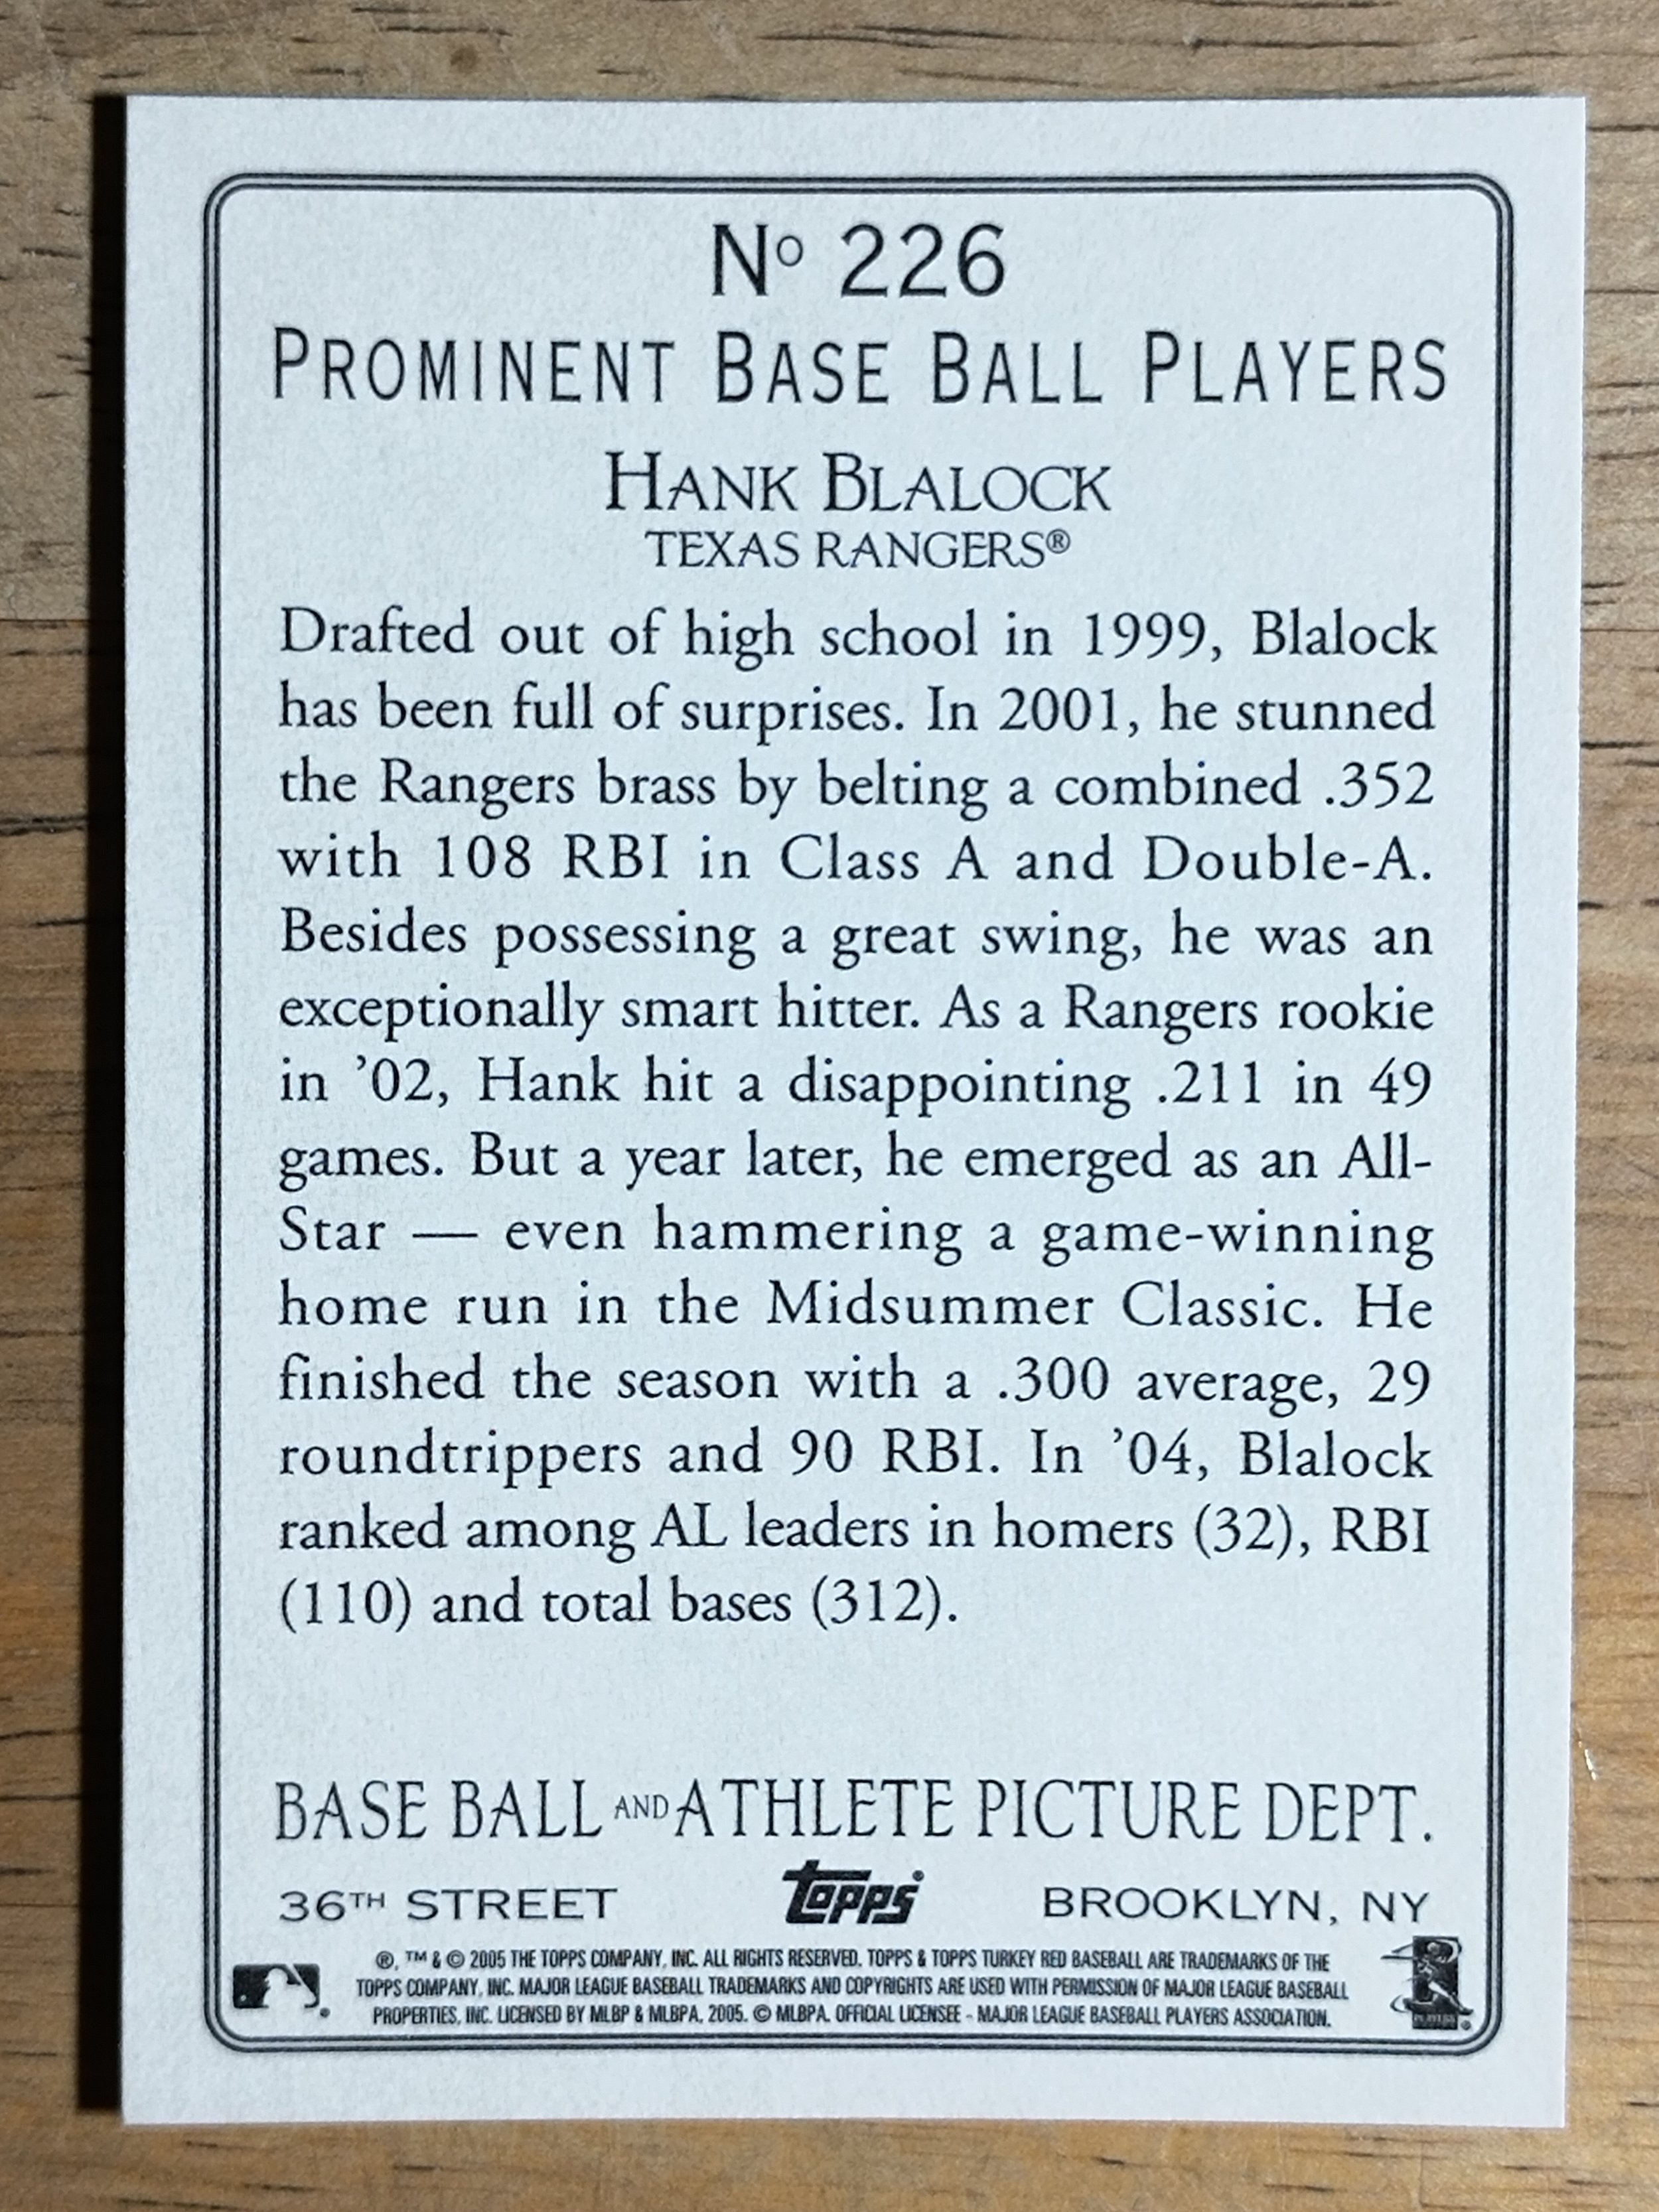 Nº 226
PROMINENT BASE BALL PLAYERS
HANK BLALOCK
TEXAS RANGERS®
Drafted out of high school in 1999, Blalock
has been full of surprises. In 2001, he stunned
the Rangers brass by belting a combined .352
with 108 RBI in Class A and Double-A.
Besides possessing a great swing, he was an
exceptionally smart hitter. As a Rangers rookie
in ’02, Hank hit a disappointing .211 in 49
games. But a year later, he emerged as an All-
Star — even hammering a game-winning
home run in the Midsummer Classic. He
finished the season with a .300 average, 29
roundtrippers and 90 RBI. In ’04, Blalock
ranked among AL leaders in homers (32), RBI
(110) and total bases (312).
BASE BALL AND ATHLETE PICTURE DEPT.
36TH STREET topps BROOKLYN, NY
®, ™ & © 2005 THE TOPPS COMPANY, INC. ALL RIGHTS RESERVED. TOPPS & TOPPS TURKEY RED BASEBALL ARE TRADEMARKS OF THE
TOPPS COMPANY, INC. MAJOR LEAGUE BASEBALL TRADEMARKS AND COPYRIGHTS ARE USED WITH PERMISSION OF MAJOR LEAGUE BASEBALL
PROPERTIES, INC. LICENSED BY MLBP & MLBPA, 2005. © MLBPA. OFFICIAL LICENSEE - MAJOR LEAGUE BASEBALL PLAYERS ASSOCIATION.
PLAYERS